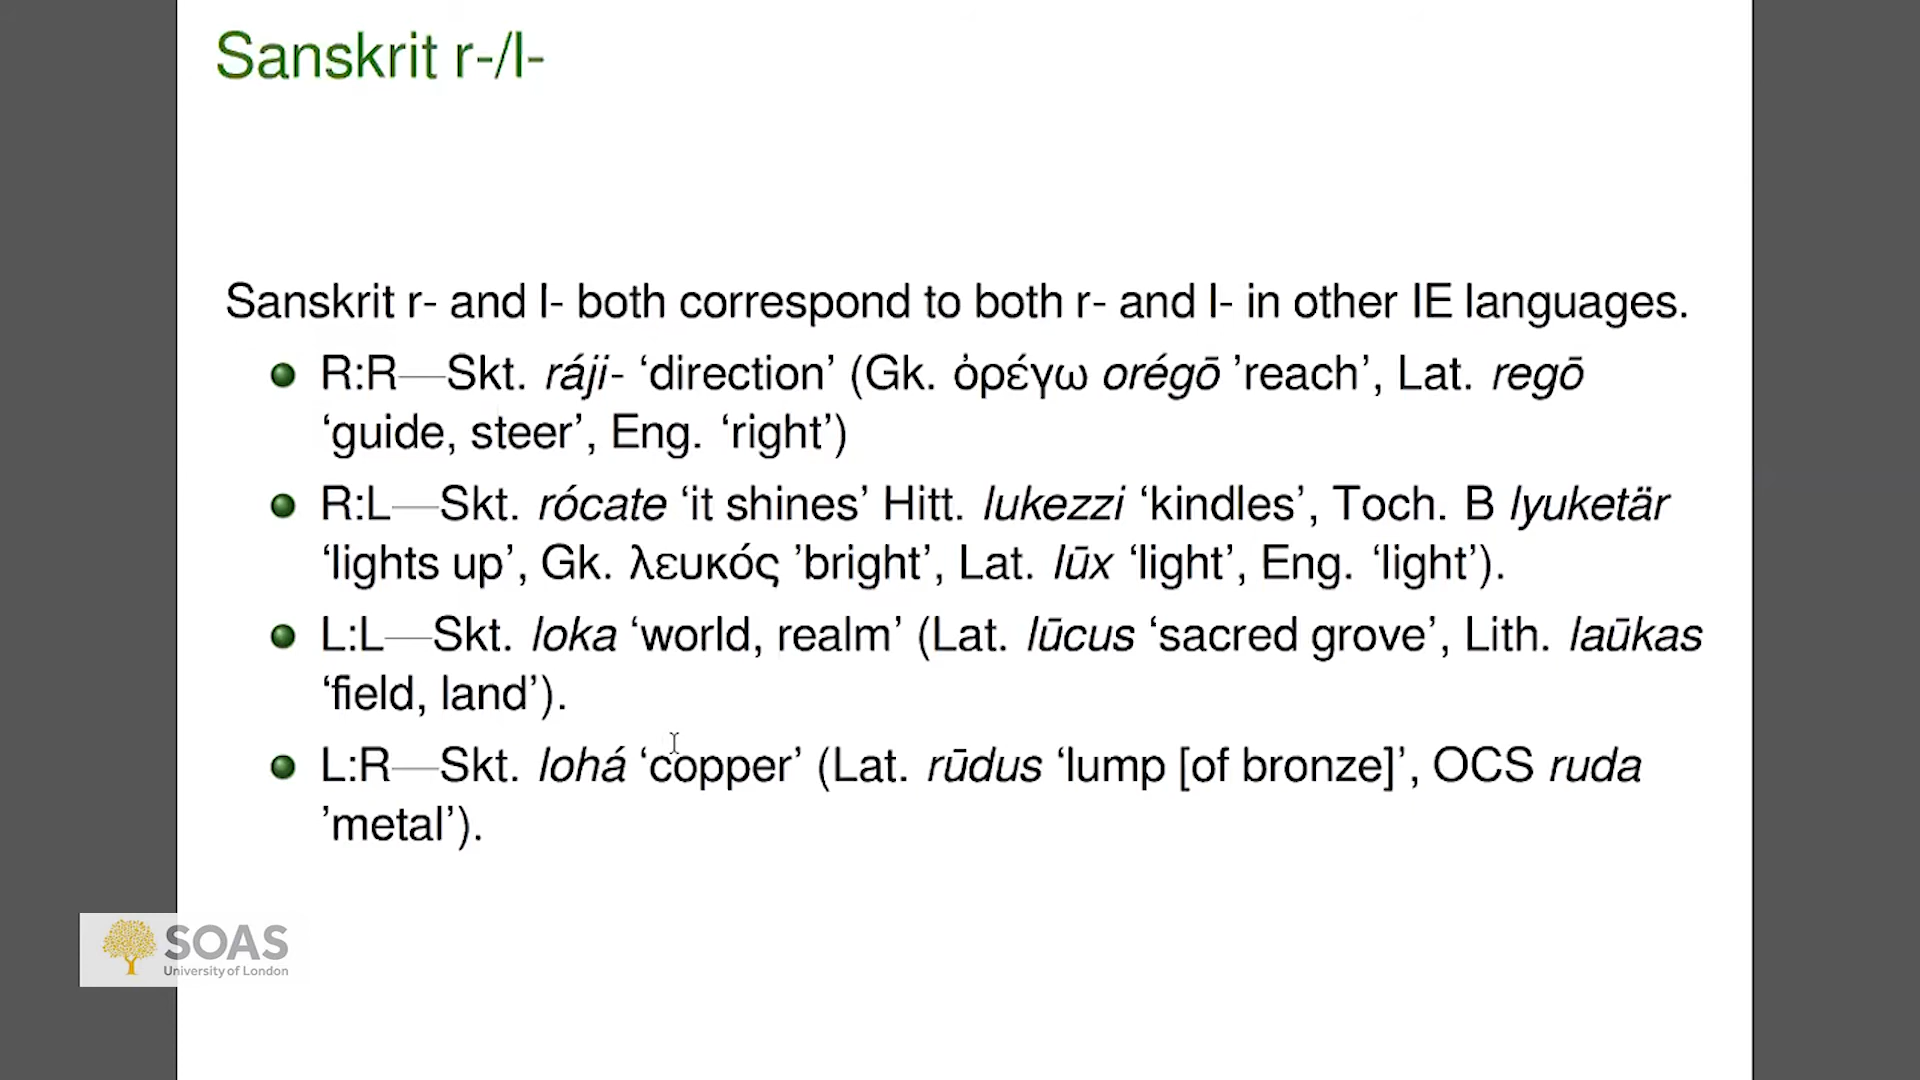 Sanskrit r-/l-
Sanskrit r- and l- both correspond to both r- and l- in other IE languages.
R:R—Skt. ráji- ‘direction’ (Gk. ὀρέγω orégō ’reach’, Lat. regō
‘guide, steer’, Eng. ‘right’)
R:L—Skt. rócate ‘it shines’ Hitt. lukezzi ‘kindles’, Toch. B lyuketär
‘lights up’, Gk. λευκός ’bright’, Lat. lūx ‘light’, Eng. ‘light’).
L:L—Skt. loka ‘world, realm’ (Lat. lūcus ‘sacred grove’, Lith. laūkas
‘field, land’).
L:R—Skt. lohá ‘copper’ (Lat. rūdus ‘lump [of bronze]’, OCS ruda
’metal’).
SOAS
University of London